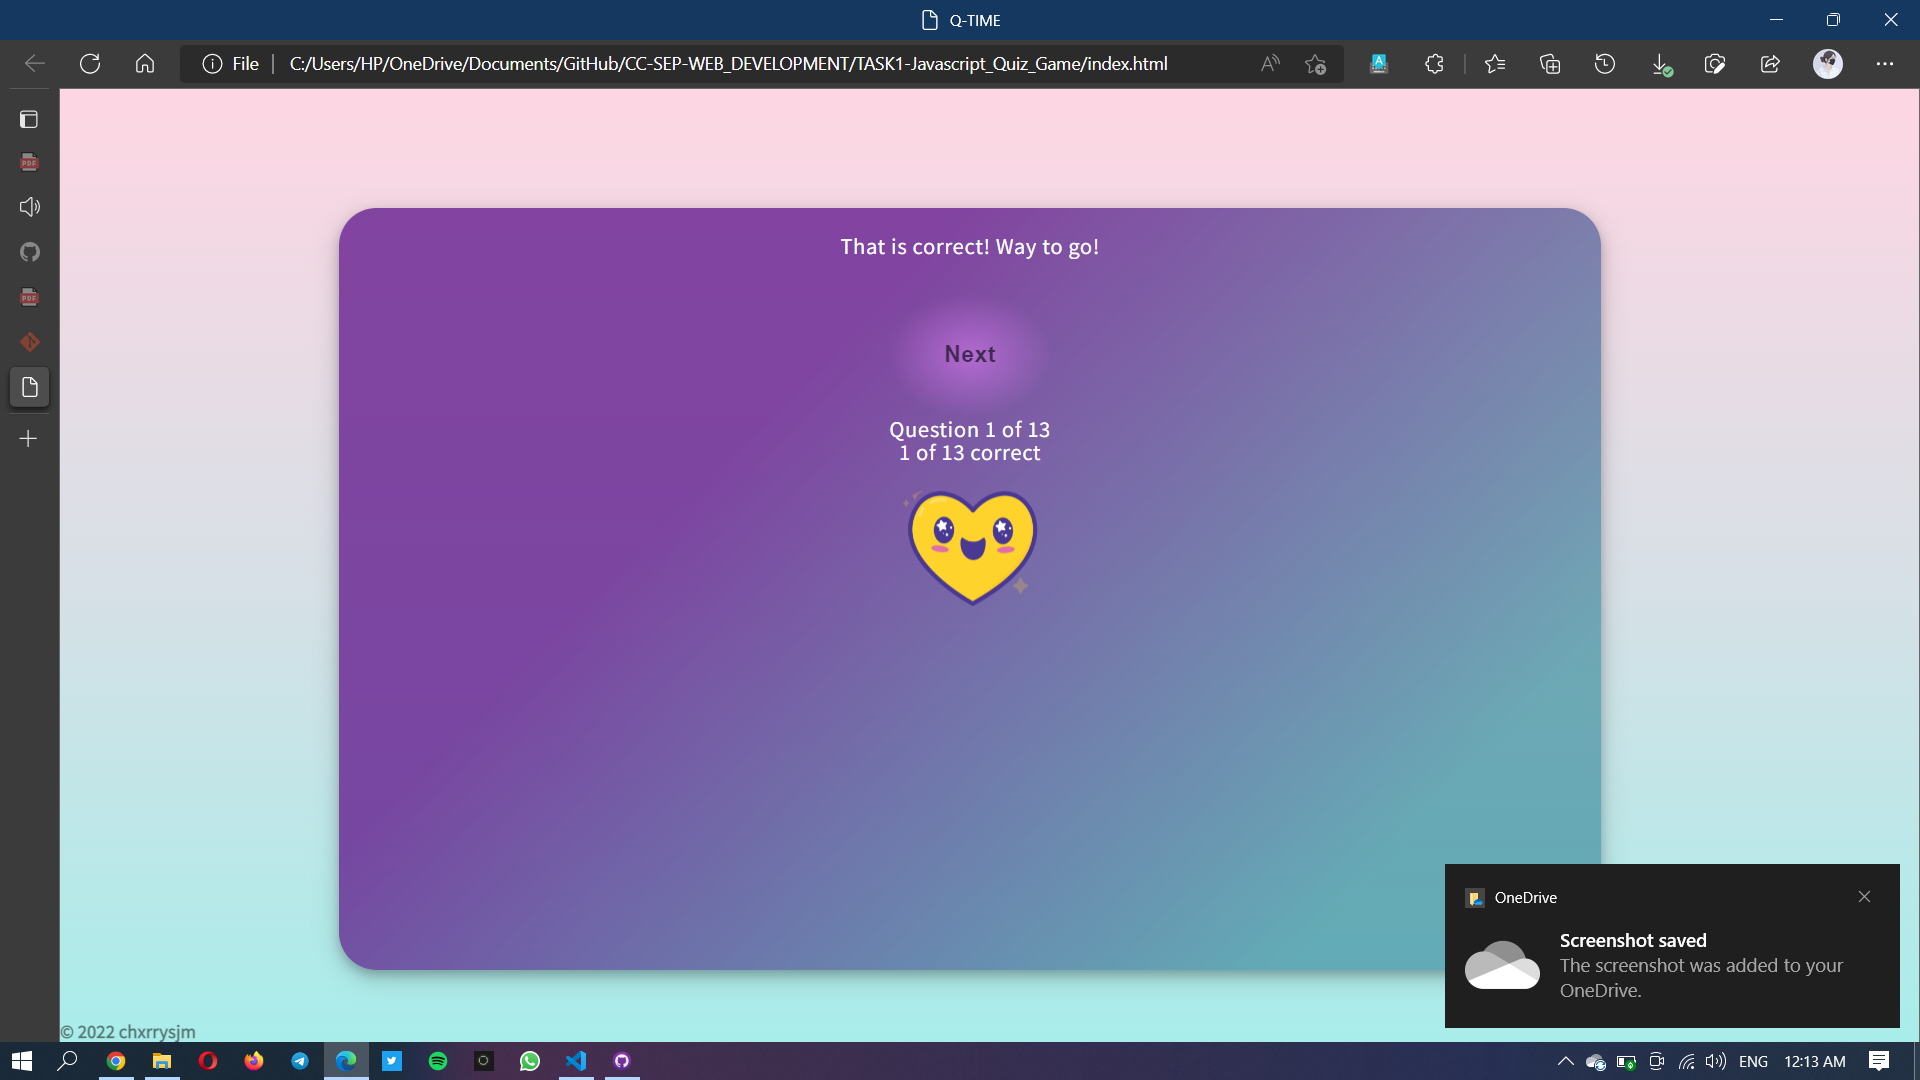 Q-TIME
File
C:/Users/HP/OneDrive/Documents/GitHub/CC-SEP-WEB_DEVELOPMENT/TASK1-Javascript_Quiz_Game/index.html
A
PDF
PDF
That is correct! Way to go!
Next
Question 1 of 13
1 of 13 correct
OneDrive
Screenshot saved
The screenshot was added to your
OneDrive.
© 2022 chxrrysjm
ENG
12:13 AM